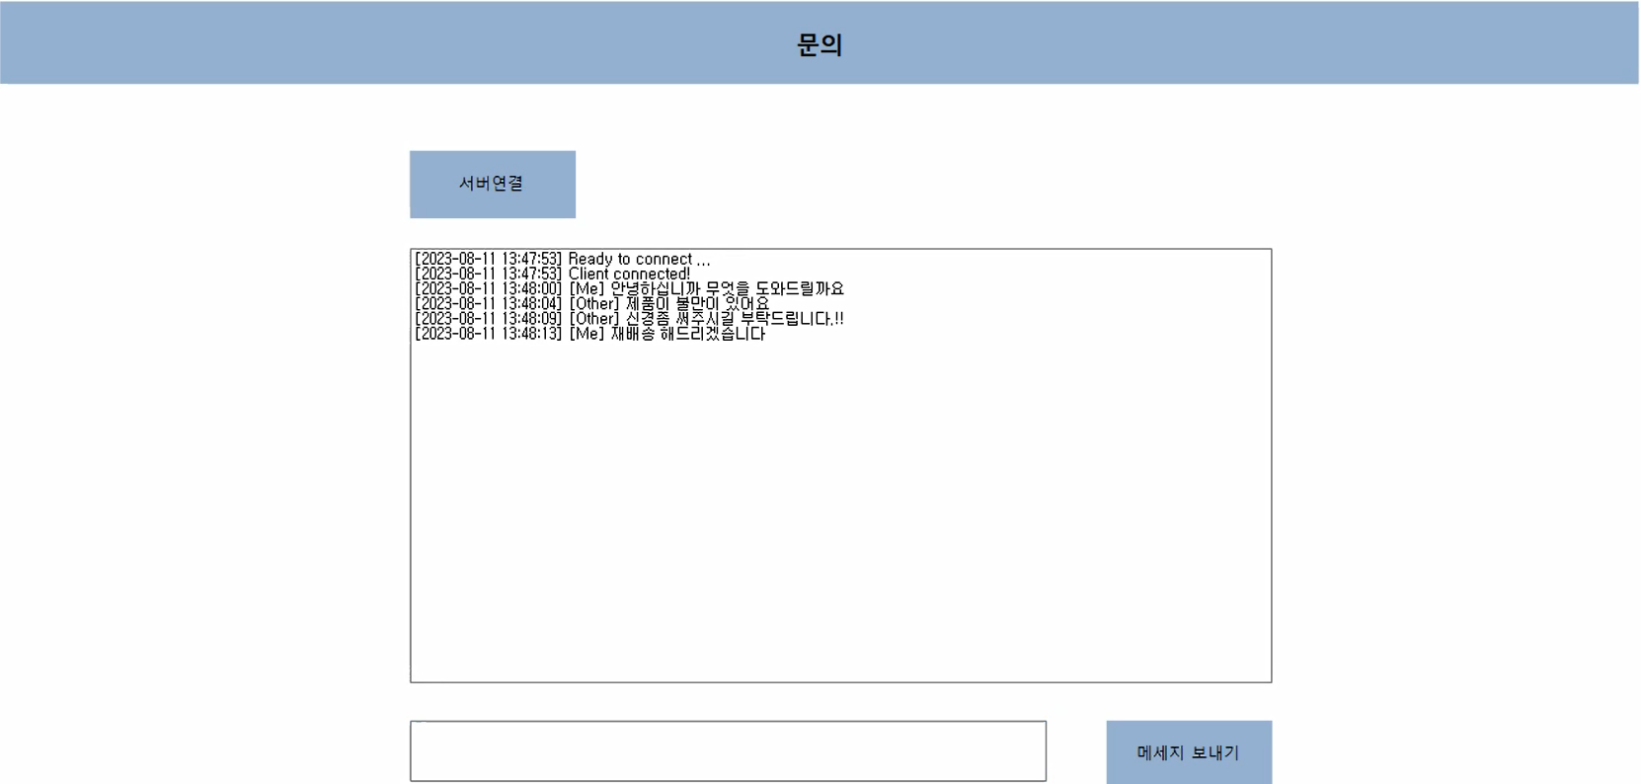 문의
서버연결
[2023-08-11 13:47:53] Ready to connect ...
[2023-08-11 13:47:53] Client connected!
[2023-08-11 13:48:00] [Me] 안녕하십니까 무엇을 도와드릴까요
[2023-08-11 13:48:04] [Other] 제품이 불만이 있어요
[2023-08-11 13:48:09] [Other] 신경좀 써주시길 부탁드립니다.!!
[2023-08-11 13:48:13] [Me] 재배송 해드리겠습니다
메세지 보내기